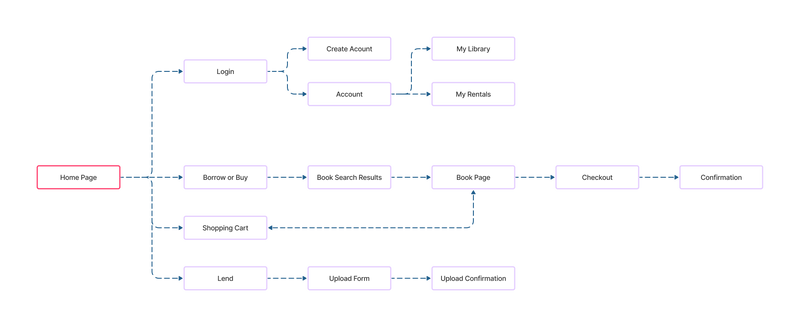 Create Acount
My Library
Login
Account
My Rentals
Home Page
Borrow or Buy
Book Search Results
Book Page
Checkout
Confirmation
Shopping Cart
Lend
Upload Form
Upload Confirmation